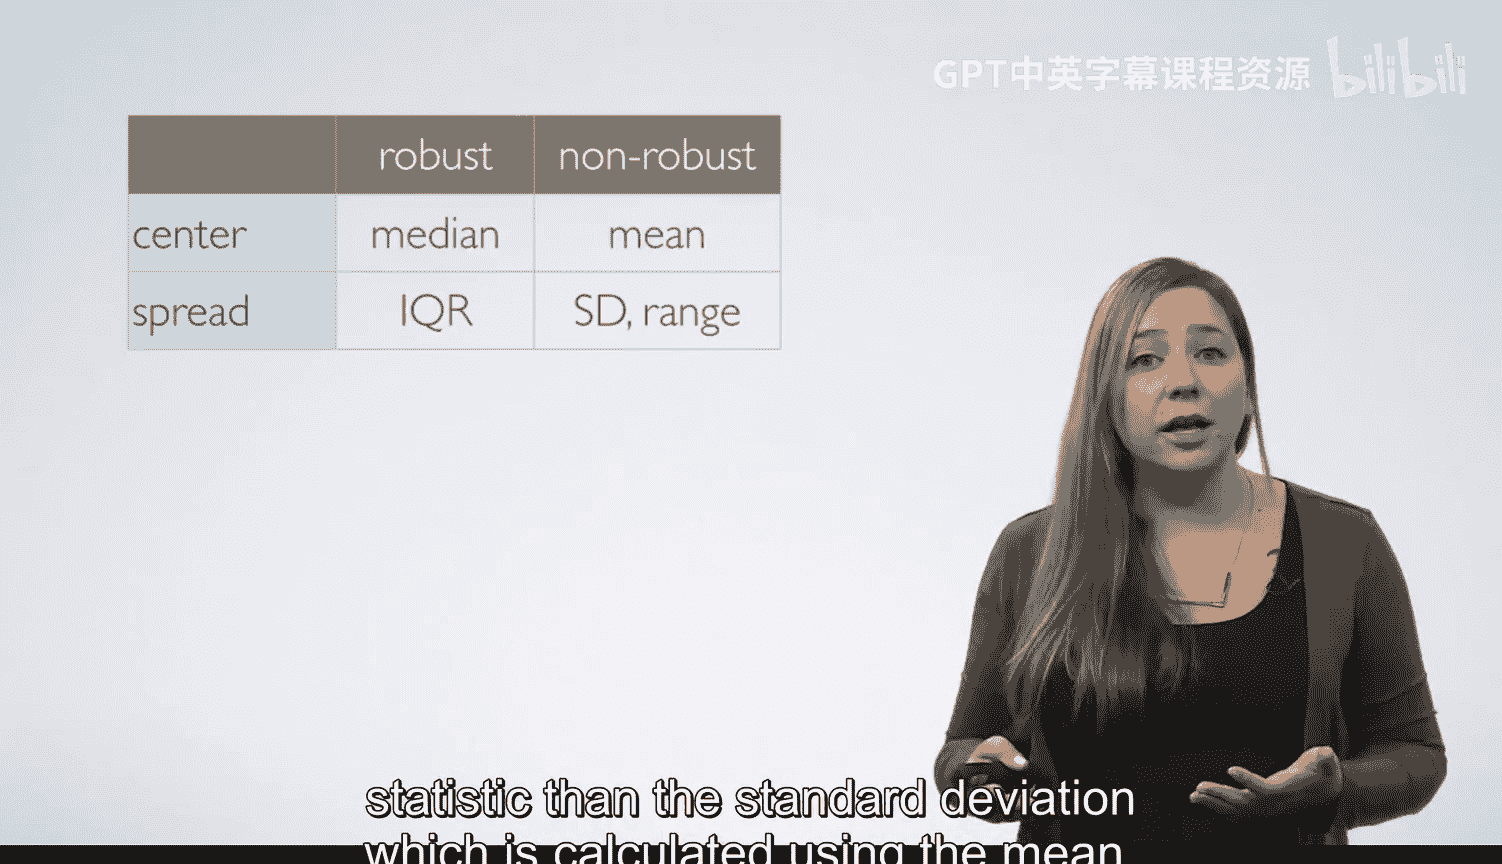 GPT中英字幕课程资源 bilibili
robust non-robust
center median mean
spread IQR SD, range
statistic than the standard deviation
which is calculated using the mean